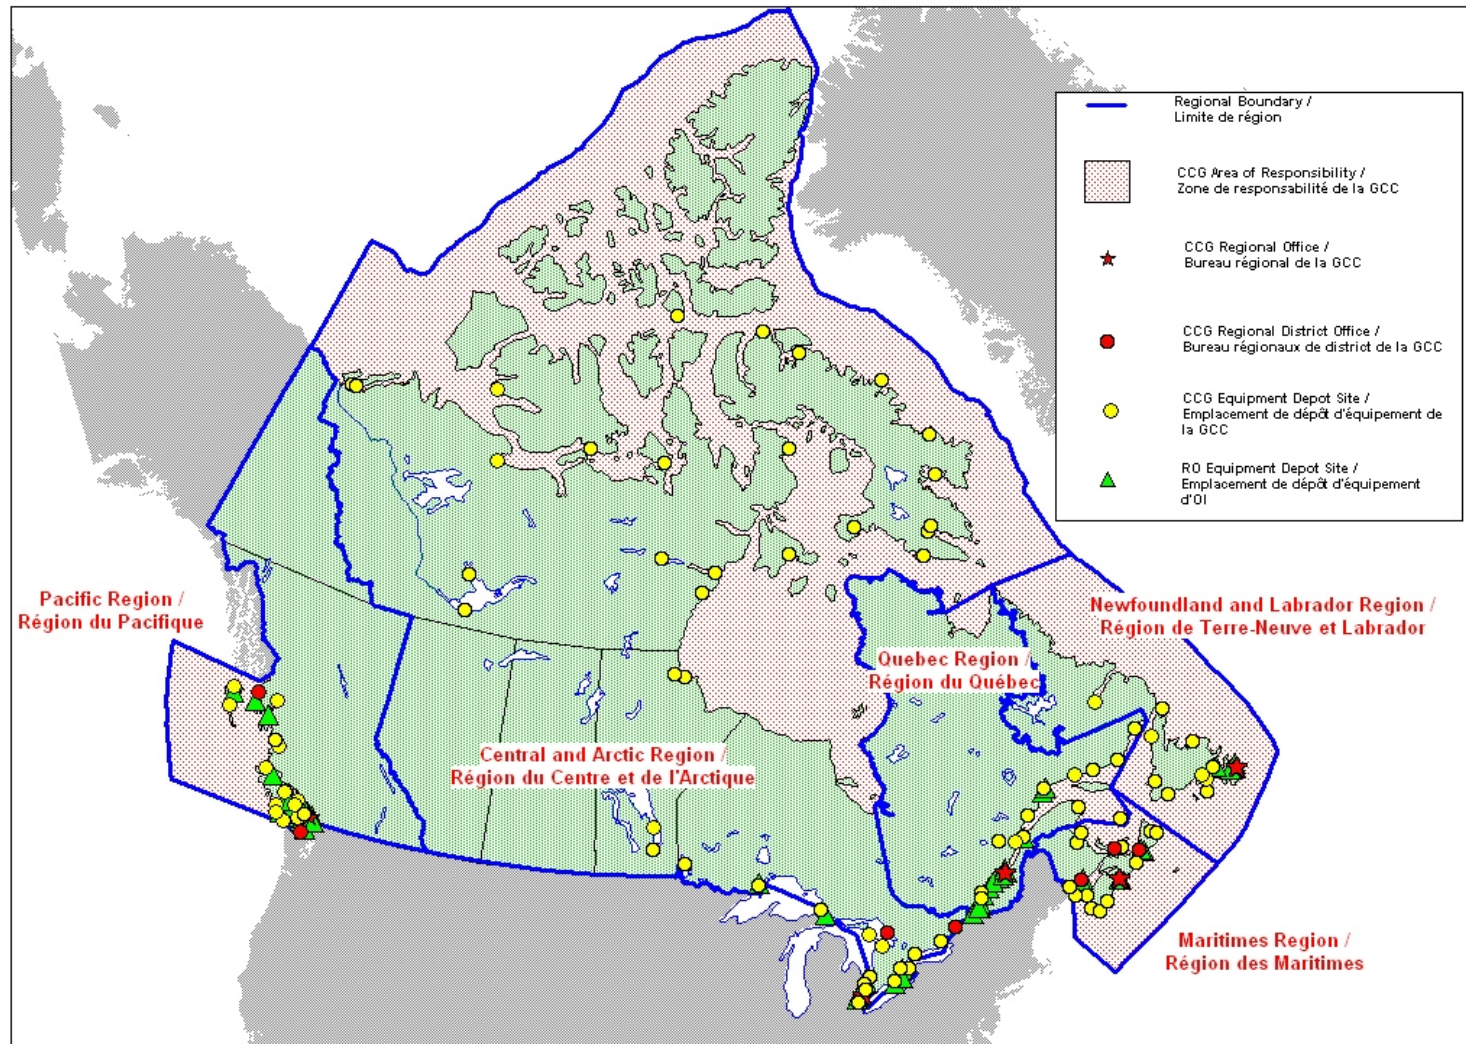 Regional Boundary /
Limite de région
CCG Area of Responsibility /
Zone de responsabilité de la GCC
CCG Regional Office /
Bureau régional de la GCC
CCG Regional District Office /
Bureau régionaux de district de la GCC
CCG Equipment Depot Site /
Emplacement de dépôt d'équipement de
la GCC
RO Equipment Depot Site /
Emplacement de dépôt d'équipement
d'OI
Pacific Region /
Région du Pacifique
Newfoundland and Labrador Region /
Région de Terre-Neuve et Labrador
Quebec Region /
Région du Québec
Central and Arctic Region /
Région du Centre et de l'Arctique
Maritimes Region /
Région des Maritimes